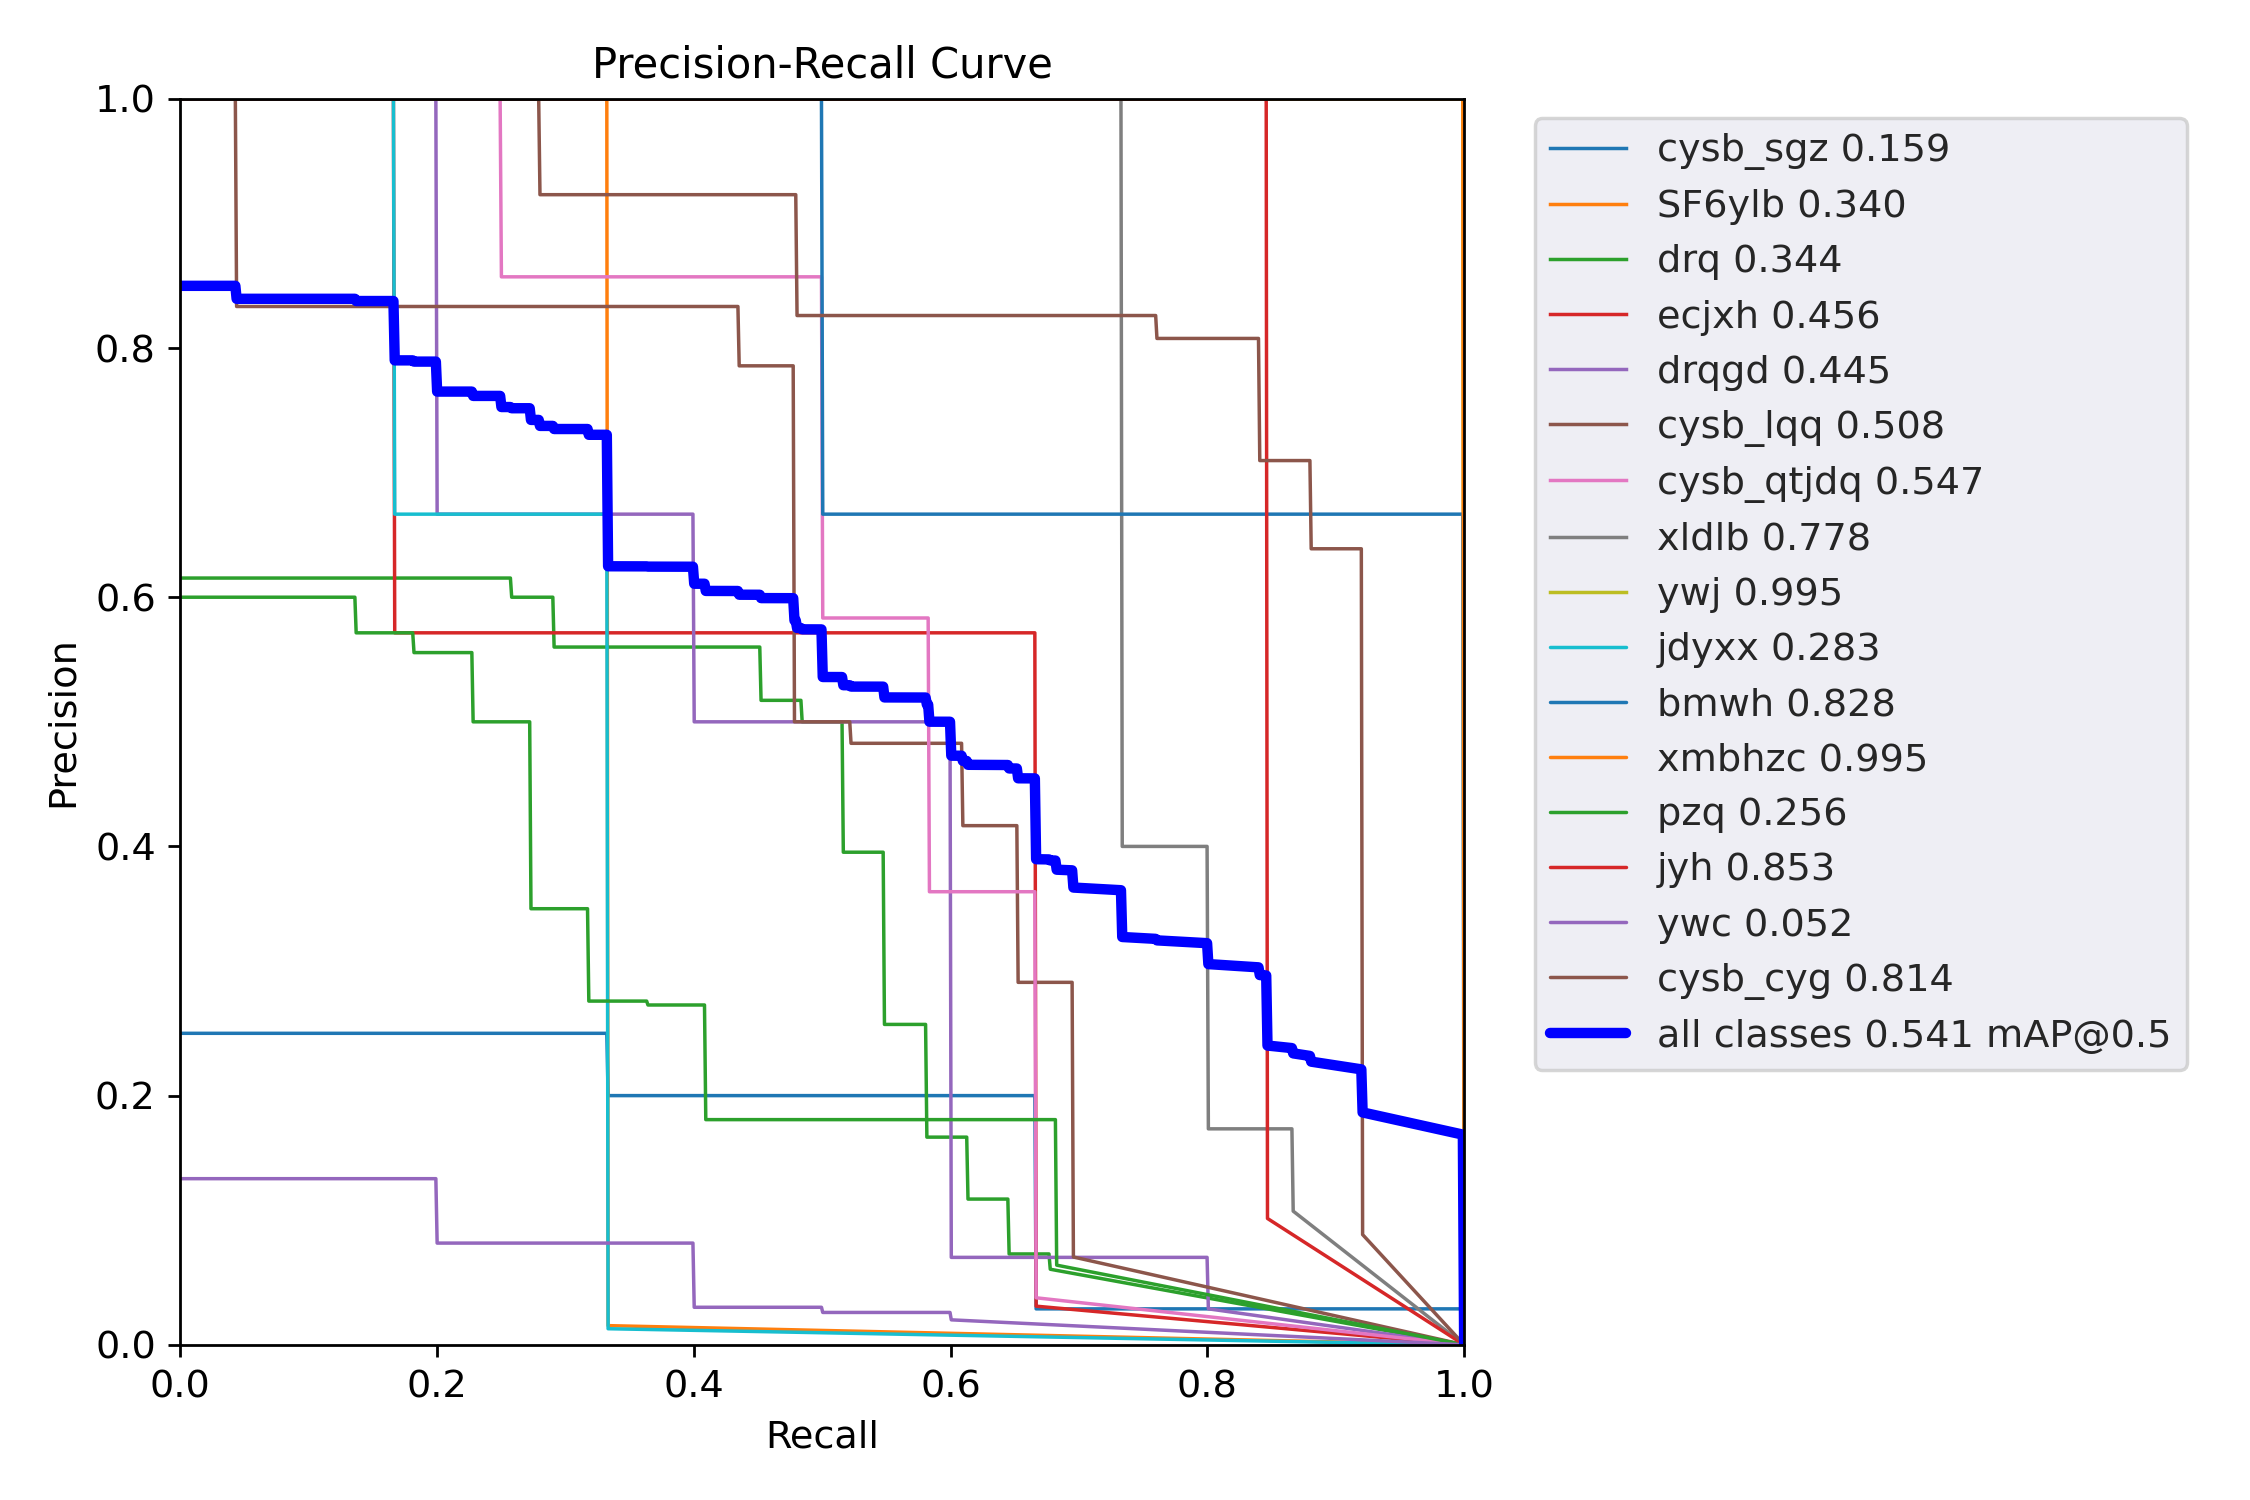 Precision-Recall Curve
1.0
0.8
0.6
0.4
0.2
0.0
Precision
0.0 0.2 0.4 0.6 0.8 1.0
Recall
cysb_sgz 0.159
SF6ylb 0.340
drq 0.344
ecjxh 0.456
drqgd 0.445
cysb_lqq 0.508
cysb_qtjdq 0.547
xldlb 0.778
ywj 0.995
jdyxx 0.283
bmwh 0.828
xmbhzc 0.995
pzq 0.256
jyh 0.853
ywc 0.052
cysb_cyg 0.814
all classes 0.541 mAP@0.5